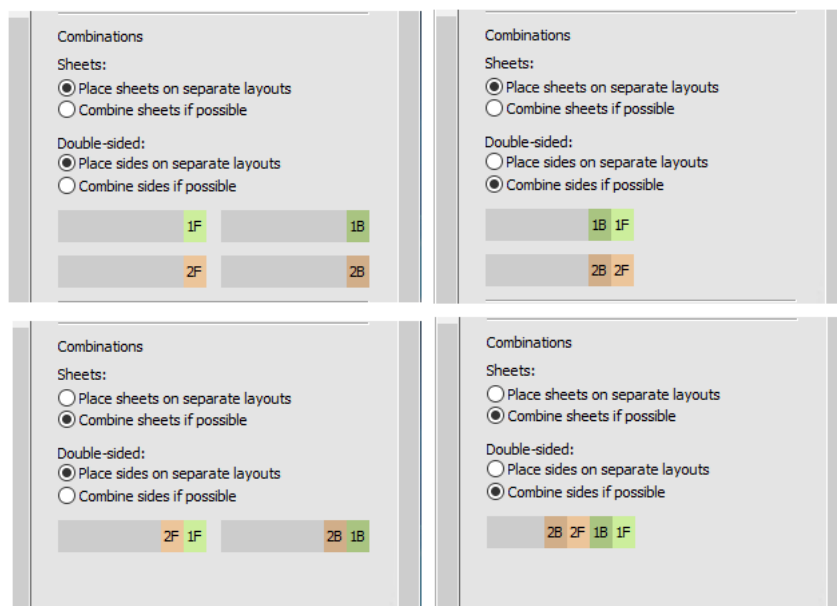 Combinations
Sheets:
Place sheets on separate layouts
Combine sheets if possible
Double-sided:
Place sides on separate layouts
Combine sides if possible
1F 1B
2F 2B
Combinations
Sheets:
Place sheets on separate layouts
Combine sheets if possible
Double-sided:
Place sides on separate layouts
Combine sides if possible
1B 1F
2B 2F
Combinations
Sheets:
Place sheets on separate layouts
Combine sheets if possible
Double-sided:
Place sides on separate layouts
Combine sides if possible
2F 1F 2B 1B
Combinations
Sheets:
Place sheets on separate layouts
Combine sheets if possible
Double-sided:
Place sides on separate layouts
Combine sides if possible
2B 2F 1B 1F